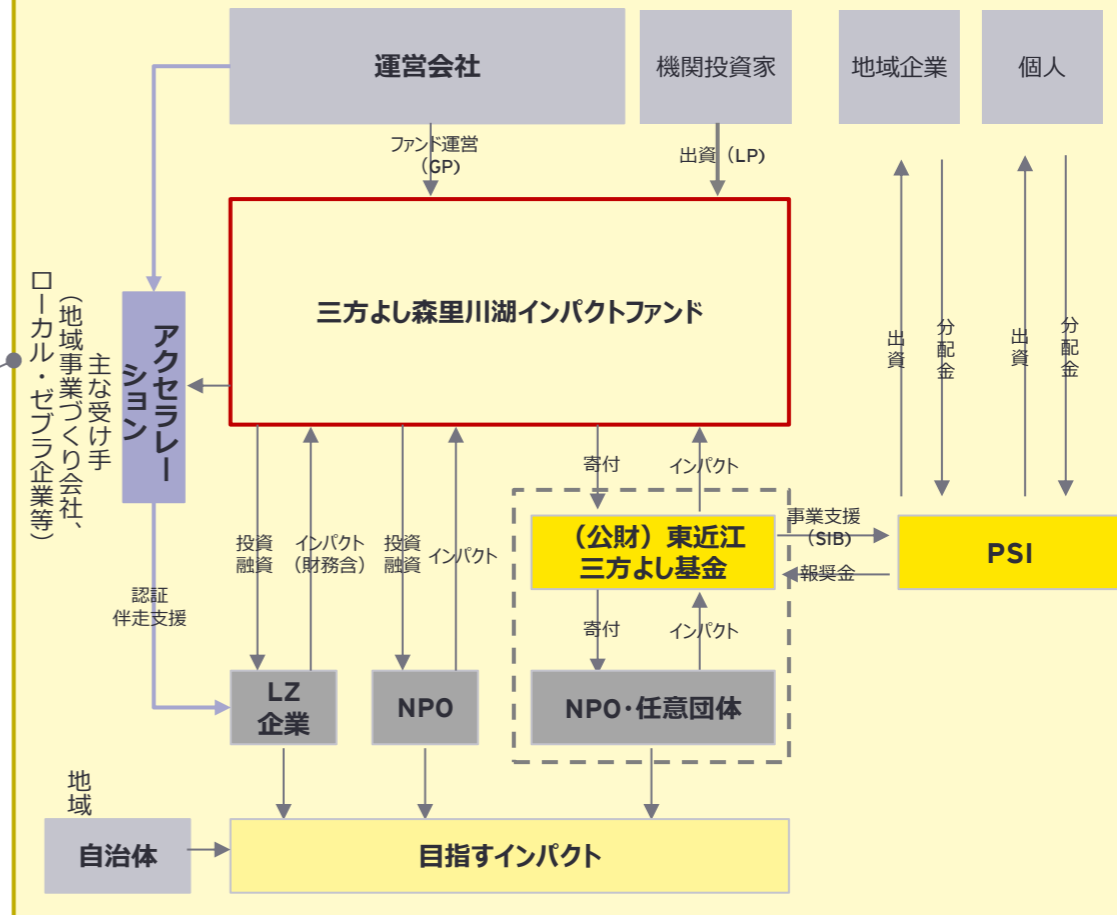 運営会社
機関投資家
地域企業
個人
ファンド運営
(GP)
出資 (LP)
三方よし森里川湖インパクトファンド
アクセラレー
ション
主な受け手
(地域事業づくり会社、
ローカル・ゼブラ企業等)
出資
分配金
出資
分配金
寄付
インパクト
投資
融資
インパクト
(財務含)
投資
融資
インパクト
(公財) 東近江
三方よし基金
事業支援
(SIB)
報奨金
PSI
認証
伴走支援
寄付
インパクト
LZ
企業
NPO
NPO・任意団体
地域
自治体
目指すインパクト